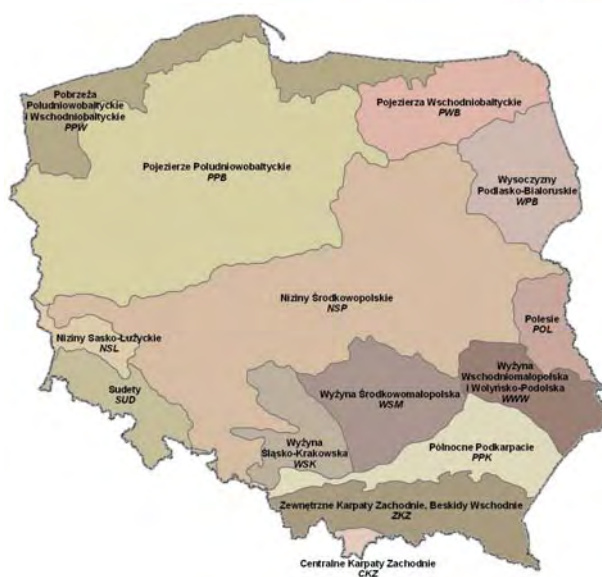 Pobrzeża
Południowobałtyckie
i Wschodniobałtyckie
PPW
Pojezierza Wschodniobałtyckie
PWB
Pojezierze Południowobałtyckie
PPB
Wysoczyzny
Podlasko-Białoruskie
WPB
Niziny Środkowopolskie
NSP
Polesie
POL
Niziny Sasko-Łużyckie
NSL
Sudety
SUD
Wyżyna Środkowomałopolska
WSM
Wyżyna
Wschodniomałopolska
i Wołyńsko-Podolska
WWW
Wyżyna
Śląsko-Krakowska
WSK
Północne Podkarpacie
PPK
Zewnętrzne Karpaty Zachodnie, Beskidy Wschodnie
ZKZ
Centralne Karpaty Zachodnie
CKZ